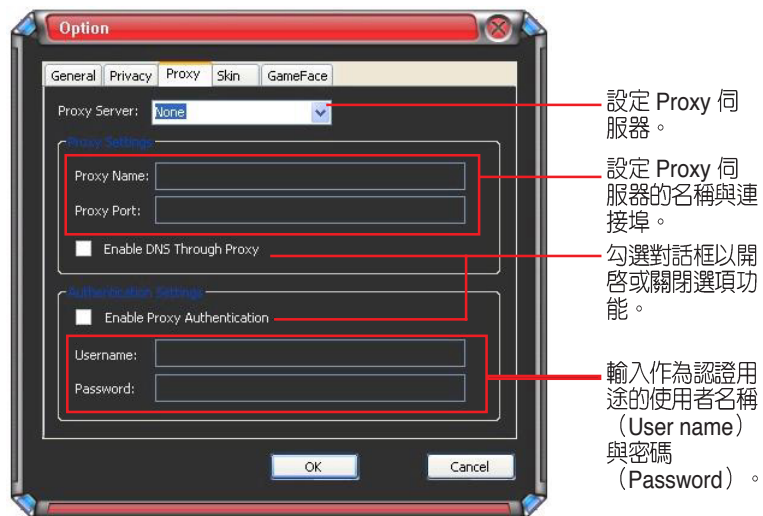 Option
General Privacy Proxy Skin GameFace
Proxy Server: None
Proxy Settings
Proxy Name:
Proxy Port:
Enable DNS Through Proxy
Authentication Settings
Enable Proxy Authentication
Username:
Password:
OK Cancel
設定 Proxy 伺
服器。
設定 Proxy 伺
服器的名稱與連
接埠。
勾選對話框以開
啟或關閉選項功
能。
輸入作為認證用
途的使用者名稱
（User name）
與密碼
（Password）。